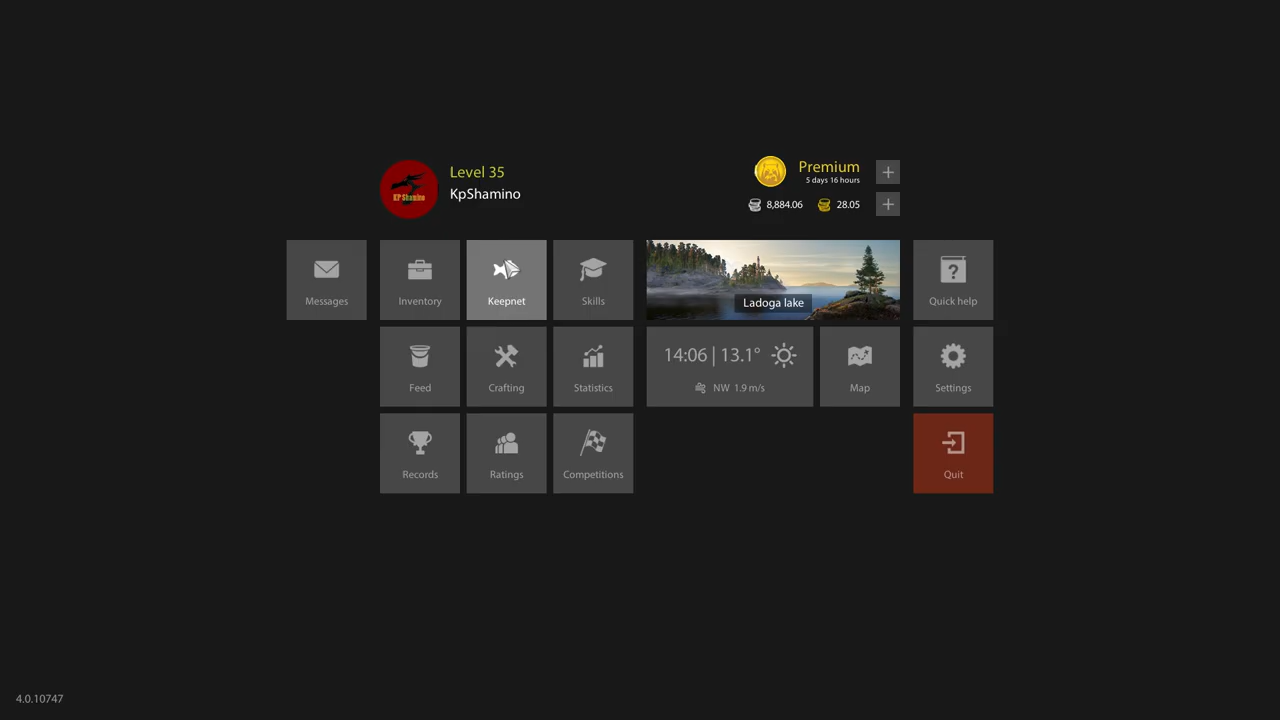 Level 35
KpShamino
KP Shamino
Premium
5 days 16 hours
8,884.06
28.05
Messages
Inventory
Keepnet
Skills
Ladoga lake
Quick help
Feed
Crafting
Statistics
14:06 | 13.1°
NW 1.9 m/s
Map
Settings
Records
Ratings
Competitions
Quit
4.0.10747